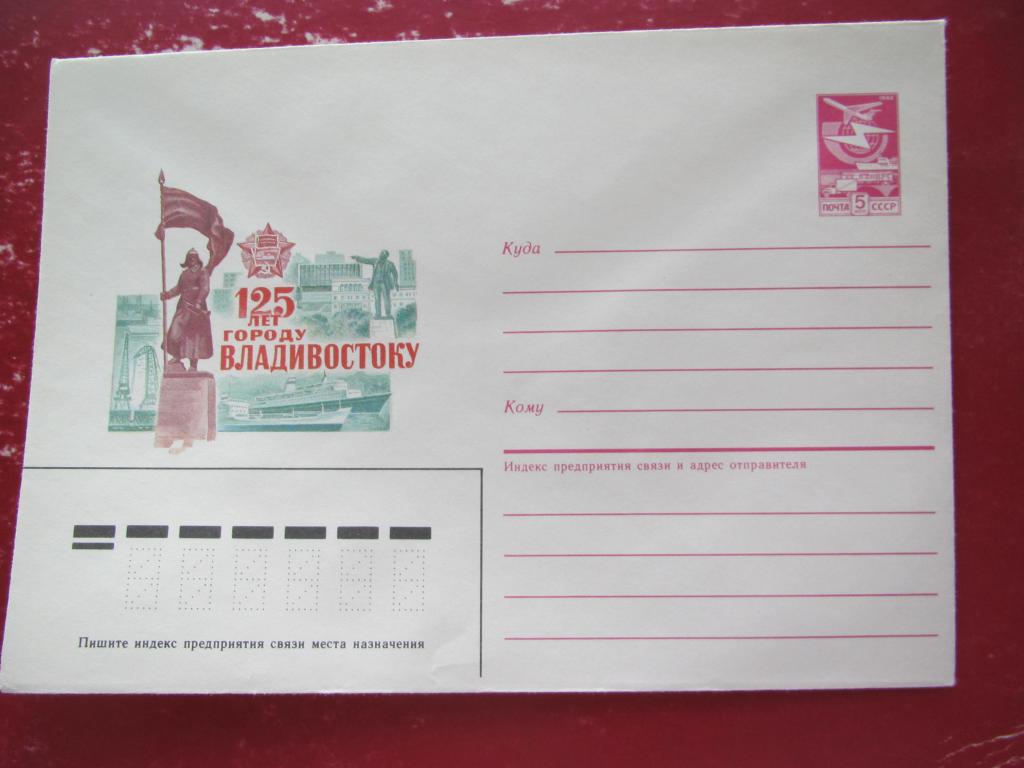 125
ЛЕТ
ГОРОДУ
ВЛАДИВОСТОКУ
1982
ПОЧТА 5 СССР
Куда
Кому
Индекс предприятия связи и адрес отправителя
Пишите индекс предприятия связи места назначения